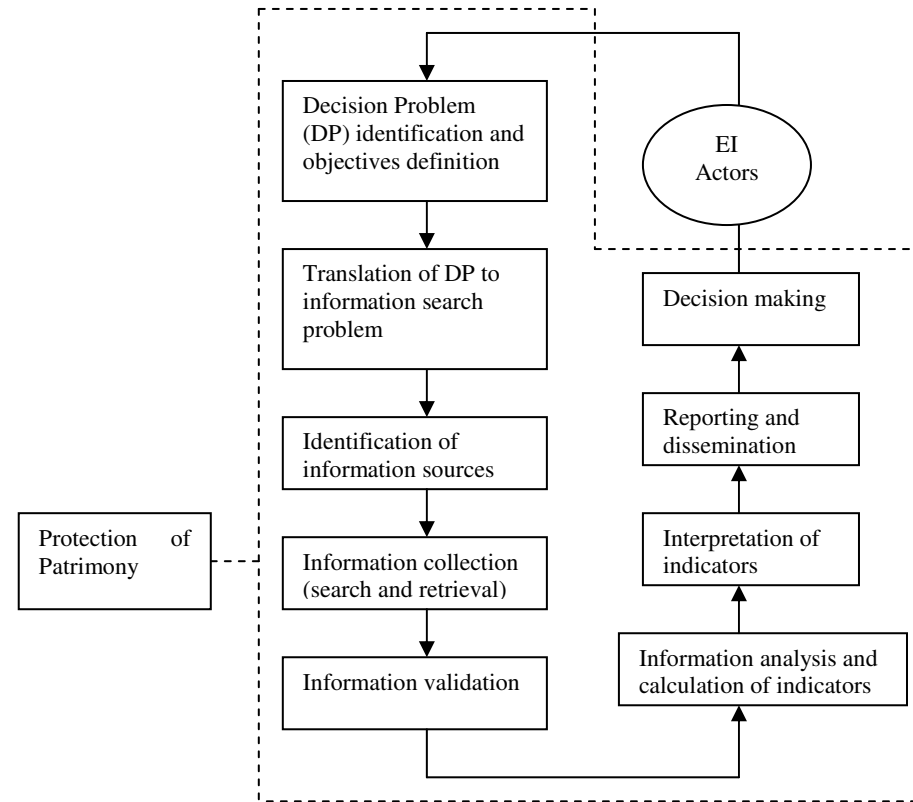 Decision Problem
(DP) identification and
objectives definition
Translation of DP to
information search
problem
Identification of
information sources
Information collection
(search and retrieval)
Information validation
Information analysis and
calculation of indicators
Interpretation of
indicators
Reporting and
dissemination
Decision making
EI
Actors
Protection of
Patrimony